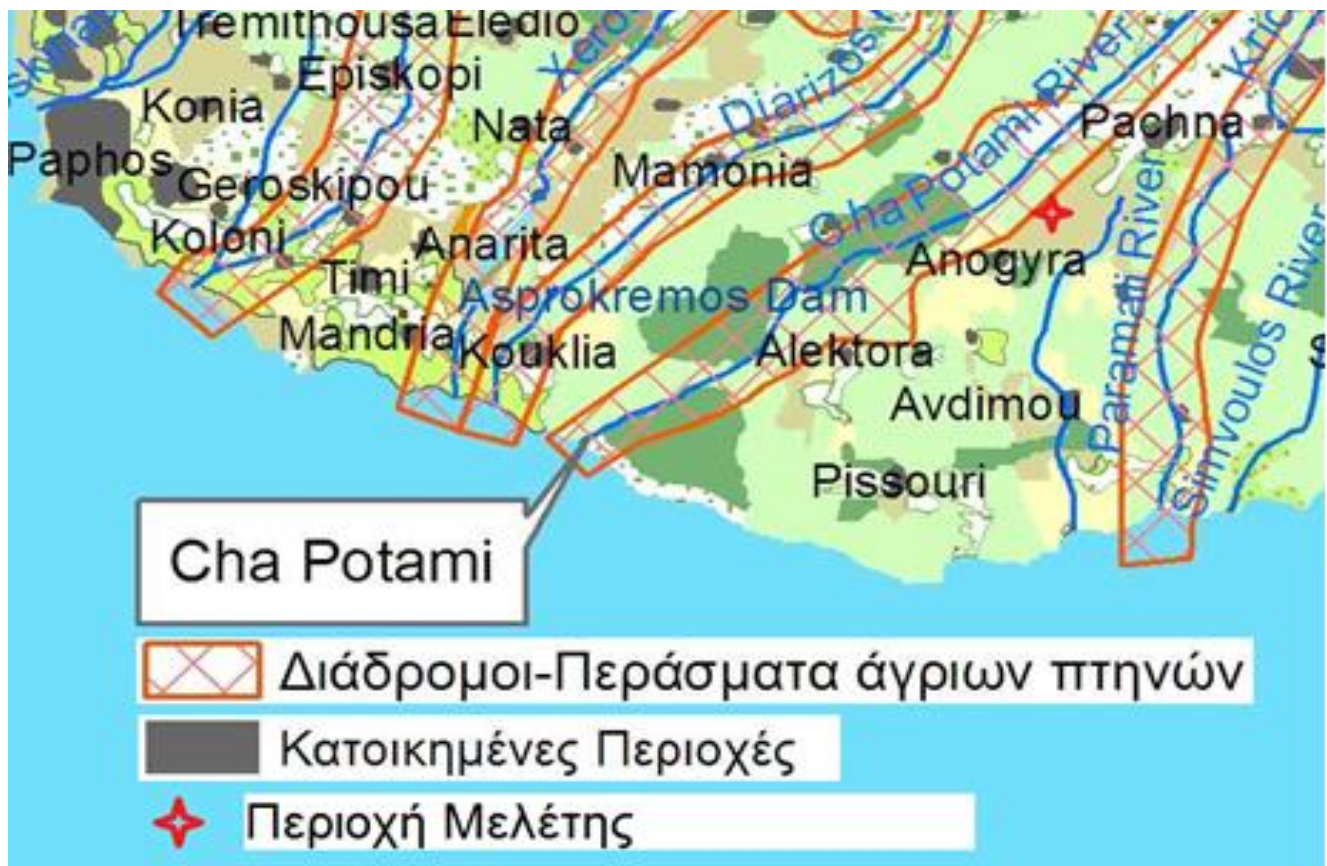 Tremithousa Eledio
Episkopi
Konia
Xeros
Nata
Diarizos
Cha Potami River
Pachna
Paphos
Geroskipou
Mamonia
Koloni
Anarita
Timi
Anogyra
Asprokremos Dam
Mandria
Kouklia
Alektora
Avdimou
Paramali River
Simvoulos River
Pissouri
Cha Potami
Διάδρομοι-Περάσματα άγριων πτηνών
Κατοικημένες Περιοχές
Περιοχή Μελέτης